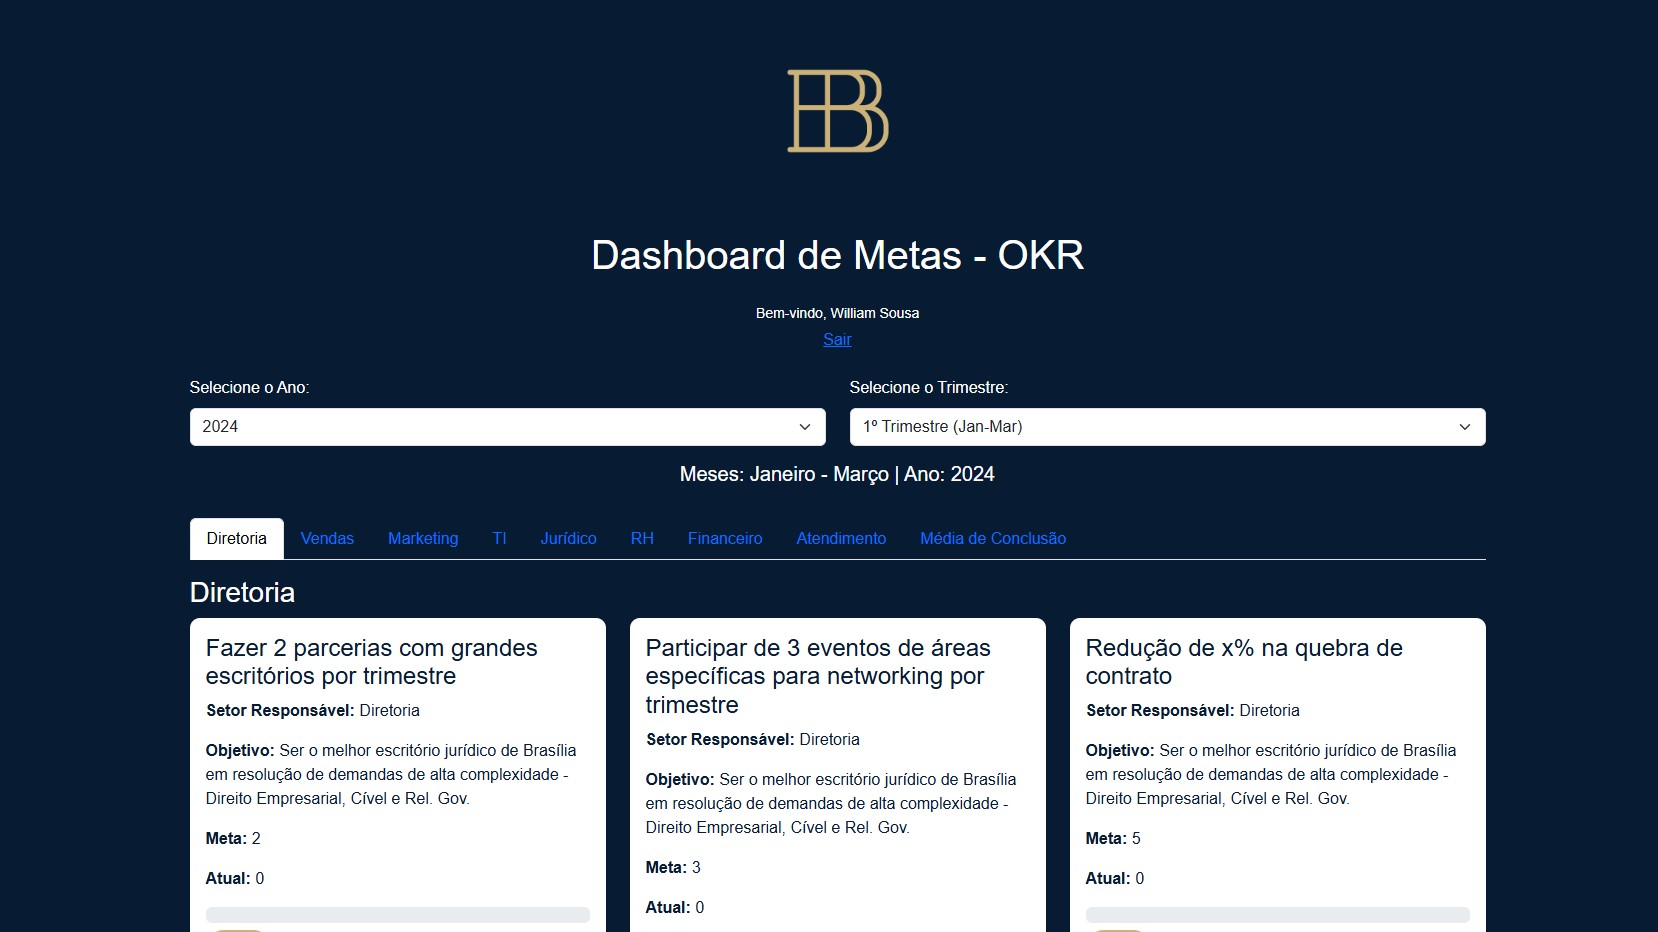 B
Dashboard de Metas - OKR
Bem-vindo, William Sousa
Sair
Selecione o Ano:
Selecione o Trimestre:
2024
1º Trimestre (Jan-Mar)
Meses: Janeiro - Março | Ano: 2024
Diretoria Vendas Marketing TI Jurídico RH Financeiro Atendimento Média de Conclusão
Diretoria
Fazer 2 parcerias com grandes
escritórios por trimestre
Setor Responsável: Diretoria
Objetivo: Ser o melhor escritório jurídico de Brasília
em resolução de demandas de alta complexidade -
Direito Empresarial, Cível e Rel. Gov.
Meta: 2
Atual: 0
Participar de 3 eventos de áreas
específicas para networking por
trimestre
Setor Responsável: Diretoria
Objetivo: Ser o melhor escritório jurídico de Brasília
em resolução de demandas de alta complexidade -
Direito Empresarial, Cível e Rel. Gov.
Meta: 3
Atual: 0
Redução de x% na quebra de
contrato
Setor Responsável: Diretoria
Objetivo: Ser o melhor escritório jurídico de Brasília
em resolução de demandas de alta complexidade -
Direito Empresarial, Cível e Rel. Gov.
Meta: 5
Atual: 0